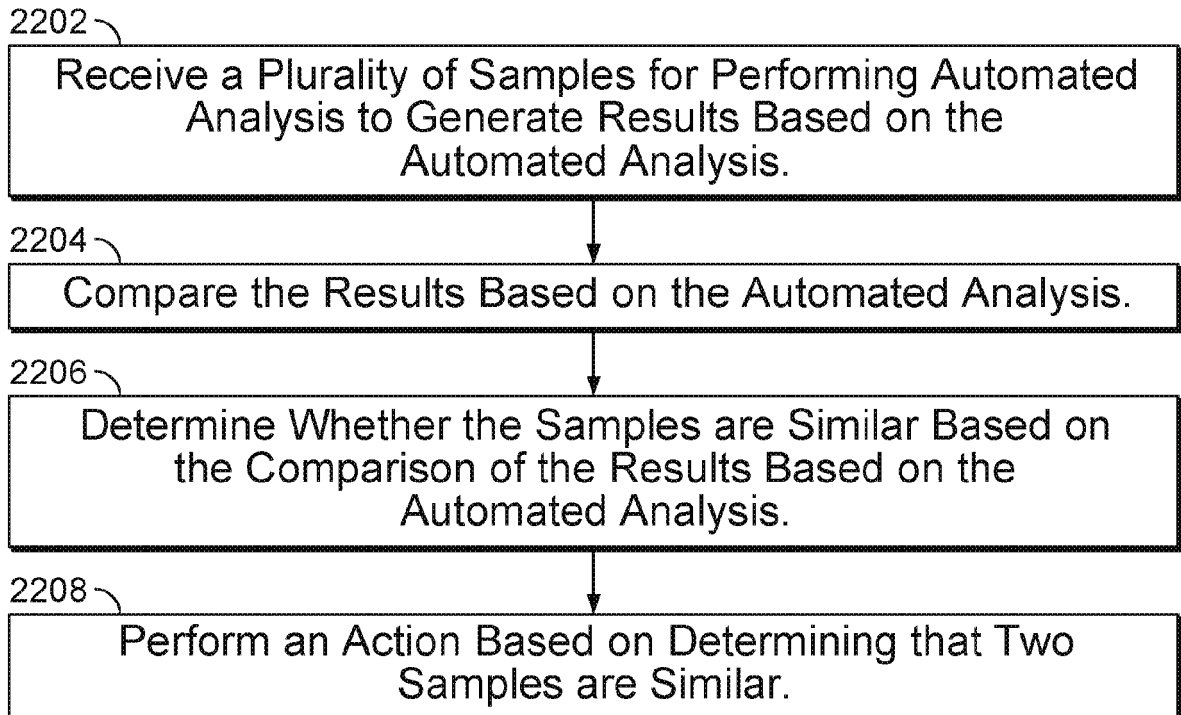 2202
Receive a Plurality of Samples for Performing Automated
Analysis to Generate Results Based on the
Automated Analysis.
2204
Compare the Results Based on the Automated Analysis.
2206
Determine Whether the Samples are Similar Based on
the Comparison of the Results Based on the
Automated Analysis.
2208
Perform an Action Based on Determining that Two
Samples are Similar.